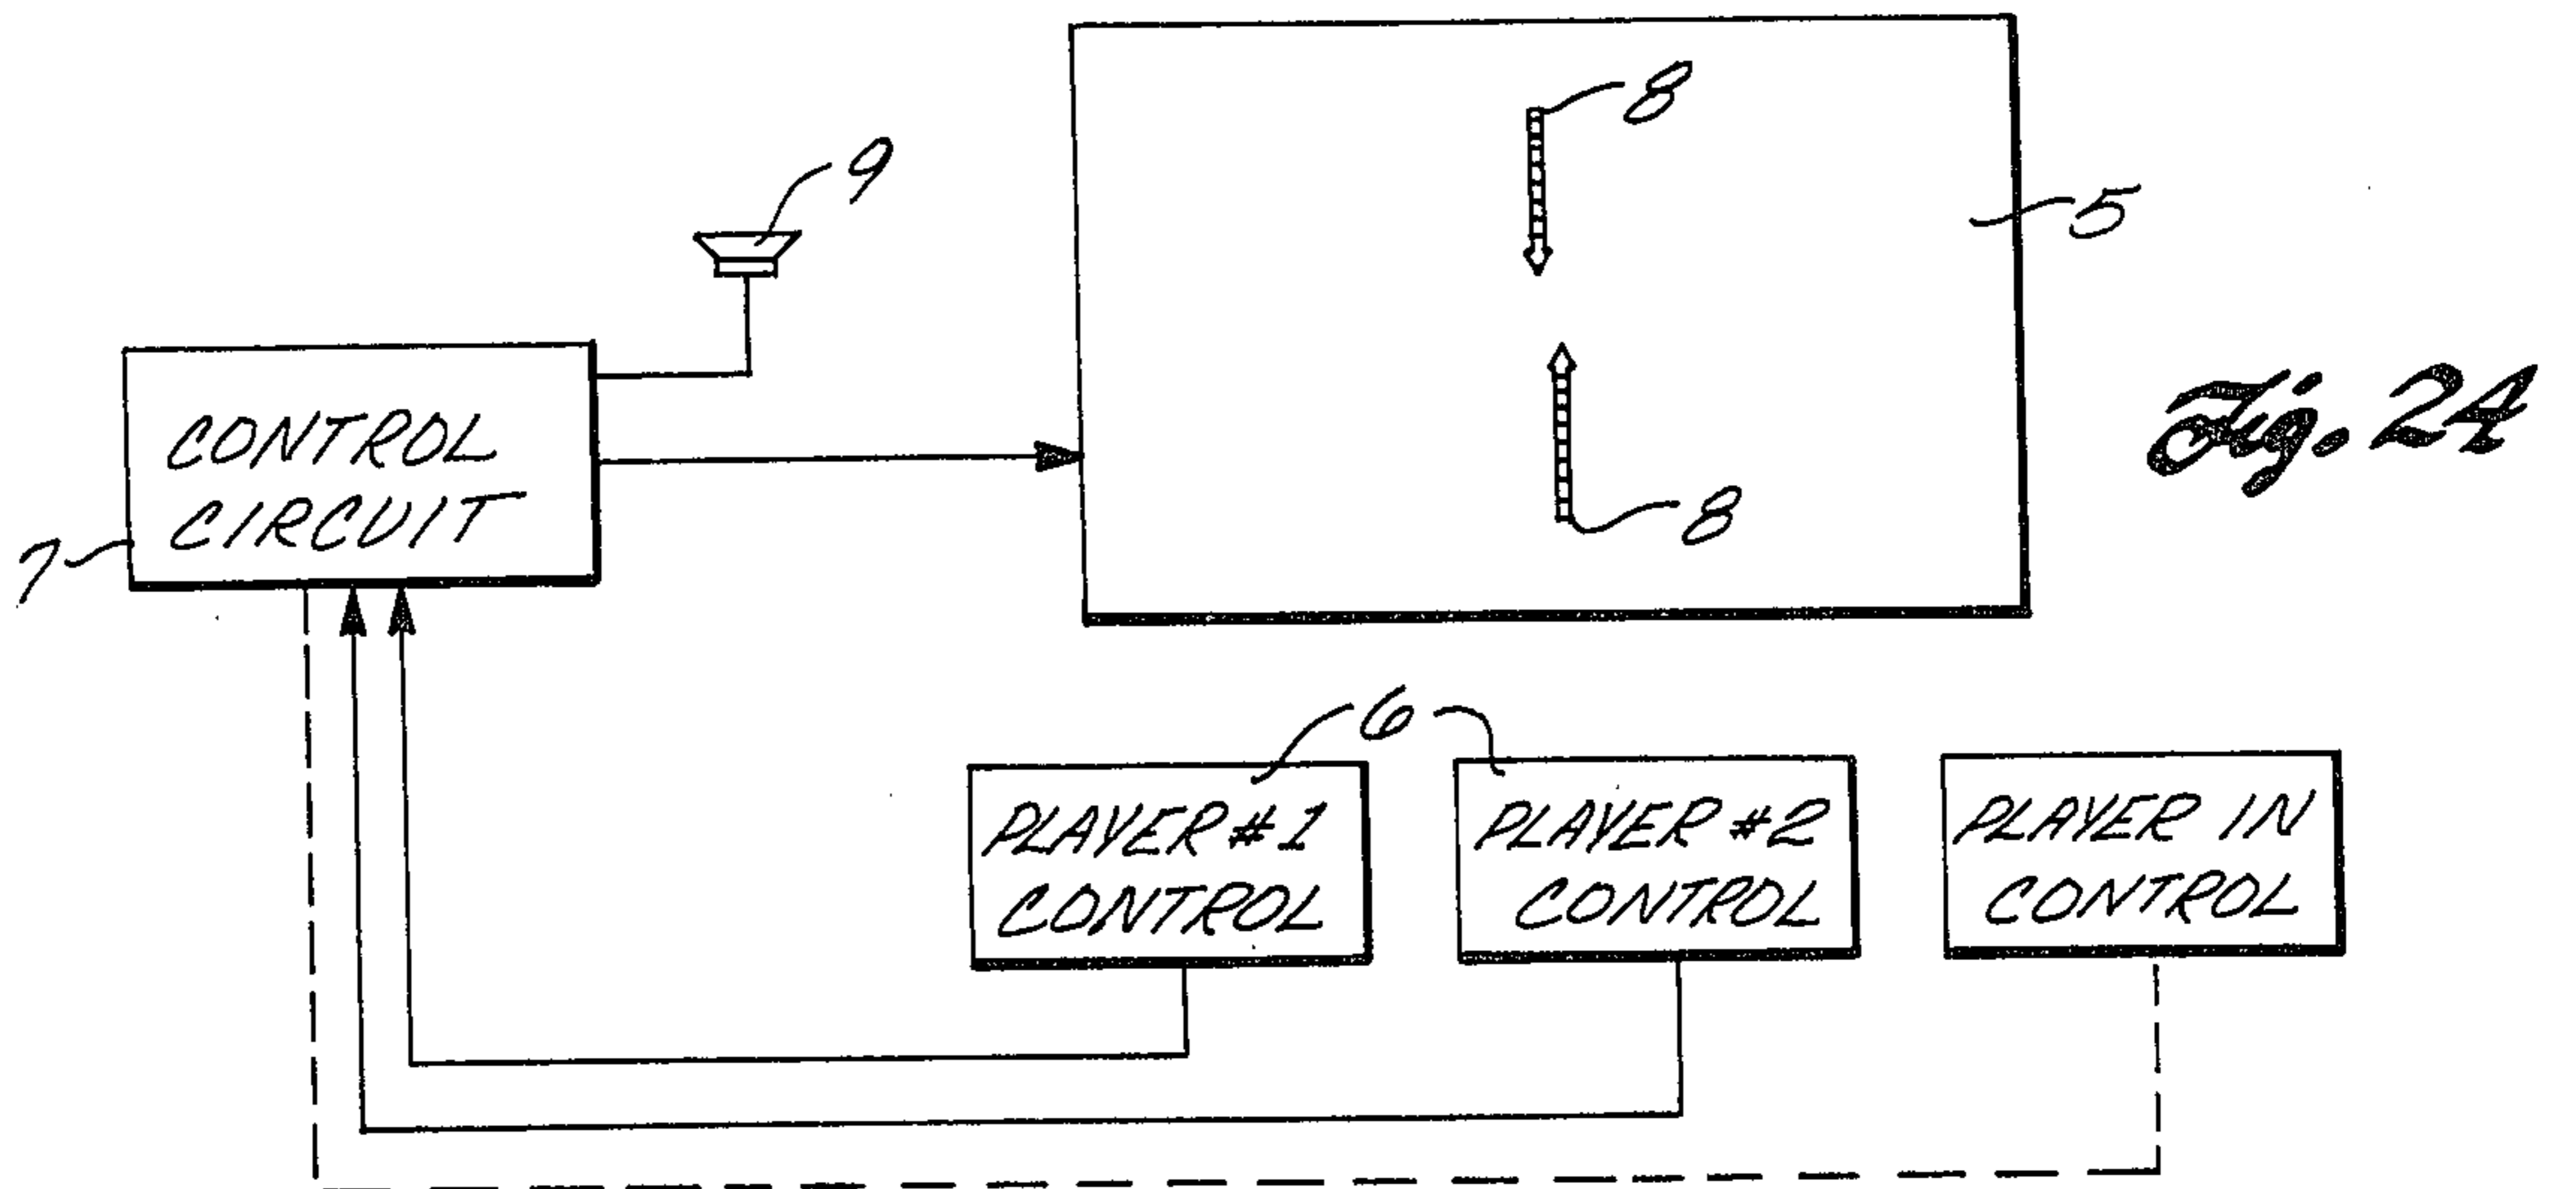 8
9
5
CONTROL
CIRCUIT
Fig. 2A
7
8
6
PLAYER #1
CONTROL
PLAYER #2
CONTROL
PLAYER IN
CONTROL